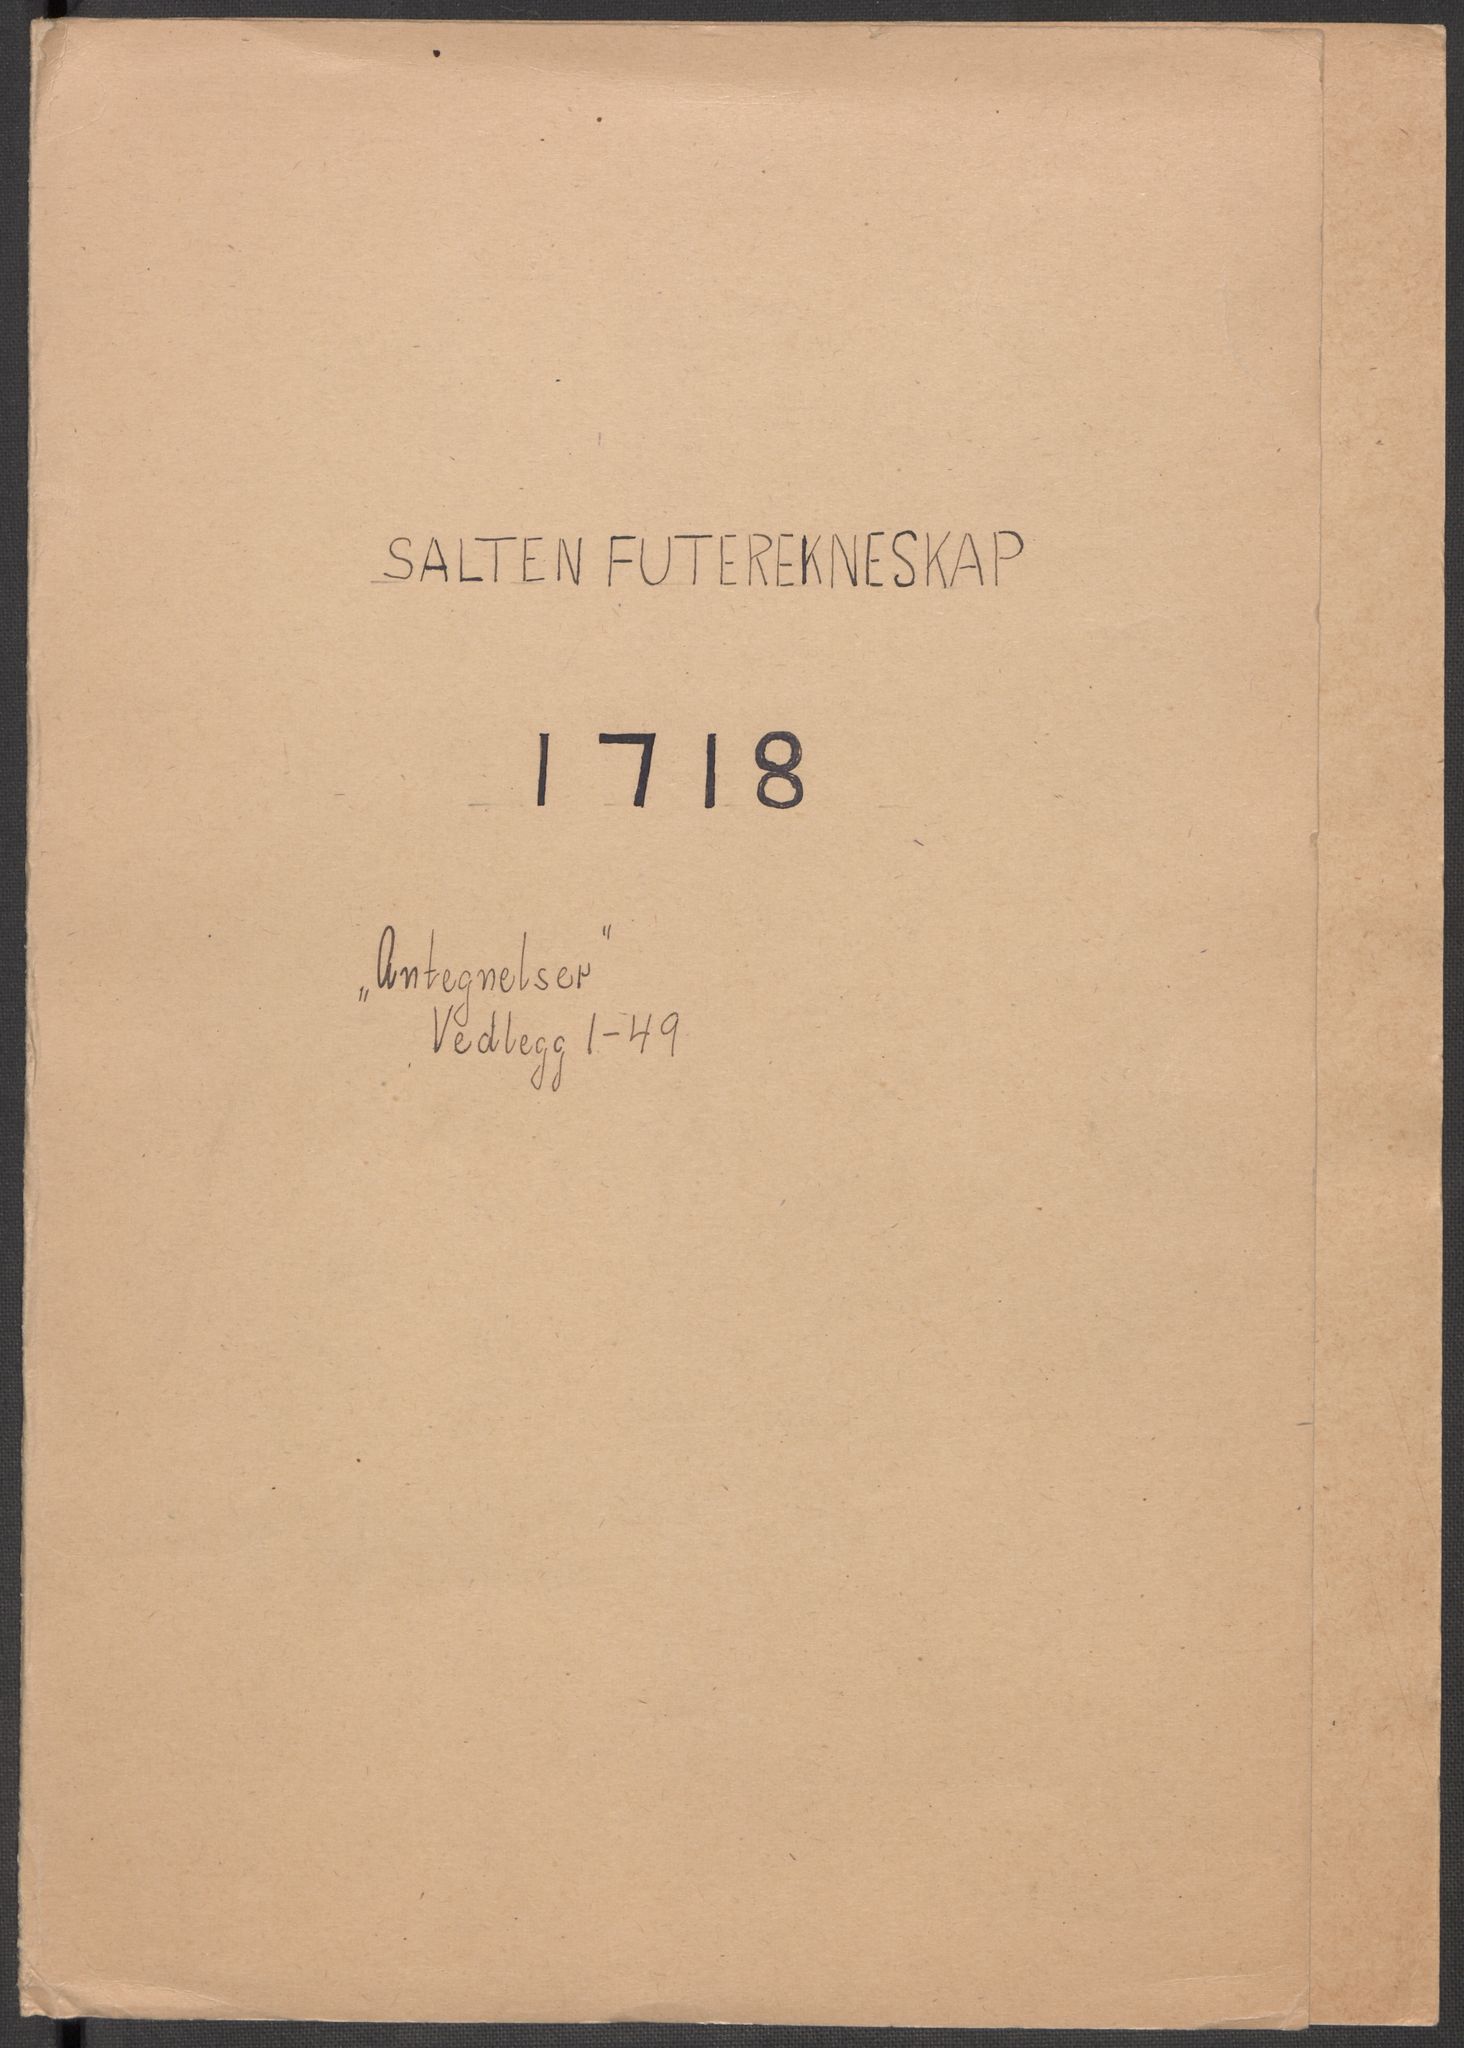 SALTEN FUTEREKNESKAP
1718
„Antegnelser"
Vedlegg 1-49